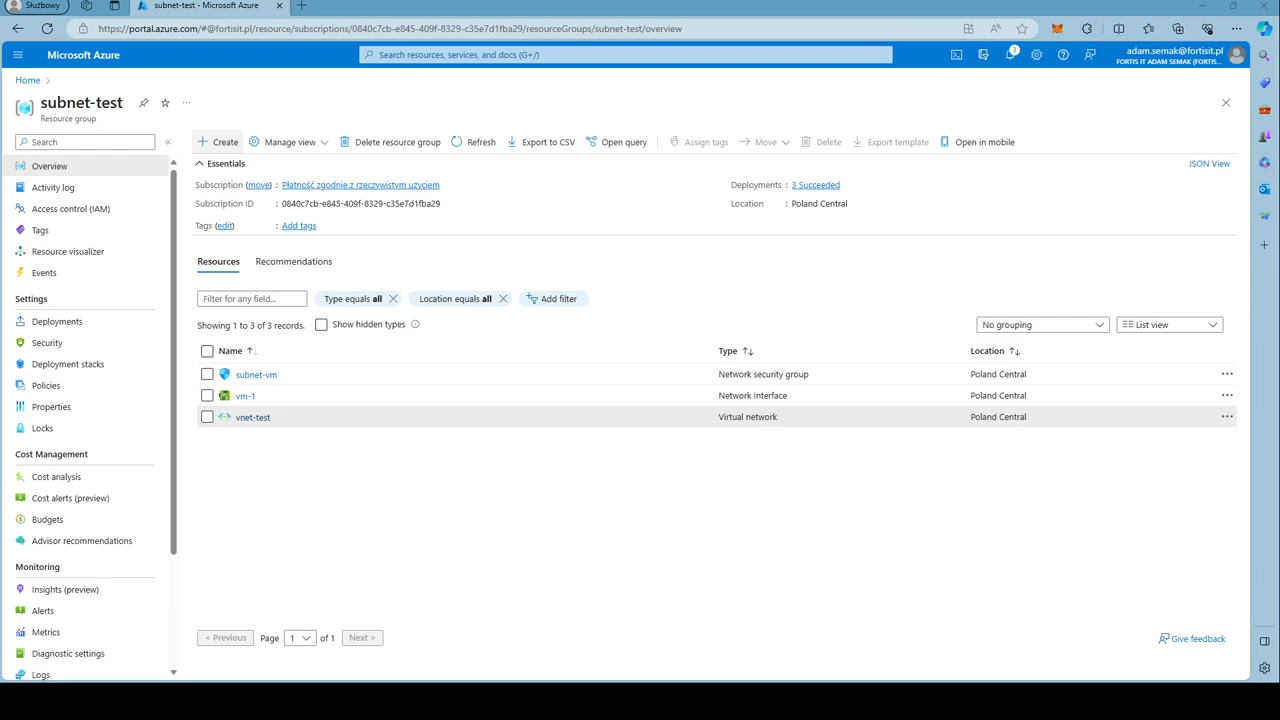 Służbowy
subnet-test - Microsoft Azure
https://portal.azure.com/#@fortisit.pl/resource/subscriptions/0840c7cb-e845-409f-8329-c35e7d1fba29/resourceGroups/subnet-test/overview
Microsoft Azure
Search resources, services, and docs (G+/)
3
adam.semak@fortisit.pl
FORTIS IT ADAM SEMAK (FORTIS...
Home
subnet-test
Resource group
Search
Create
Manage view
Delete resource group
Refresh
Export to CSV
Open query
Assign tags
Move
Delete
Export template
Open in mobile
Overview
Activity log
Access control (IAM)
Tags
Resource visualizer
Events
Settings
Deployments
Security
Deployment stacks
Policies
Properties
Locks
Cost Management
Cost analysis
Cost alerts (preview)
Budgets
Advisor recommendations
Monitoring
Insights (preview)
Alerts
Metrics
Diagnostic settings
Logs
Essentials
JSON View
Subscription (move) : Płatność zgodnie z rzeczywistym użyciem
Deployments : 3 Succeeded
Subscription ID : 0840c7cb-e845-409f-8329-c35e7d1fba29
Location : Poland Central
Tags (edit) : Add tags
Resources
Recommendations
Filter for any field...
Type equals all
Location equals all
Add filter
Showing 1 to 3 of 3 records.
Show hidden types
No grouping
List view
Name
Type
Location
subnet-vm
Network security group
Poland Central
vm-1
Network Interface
Poland Central
vnet-test
Virtual network
Poland Central
< Previous
Page
1
of 1
Next >
Give feedback